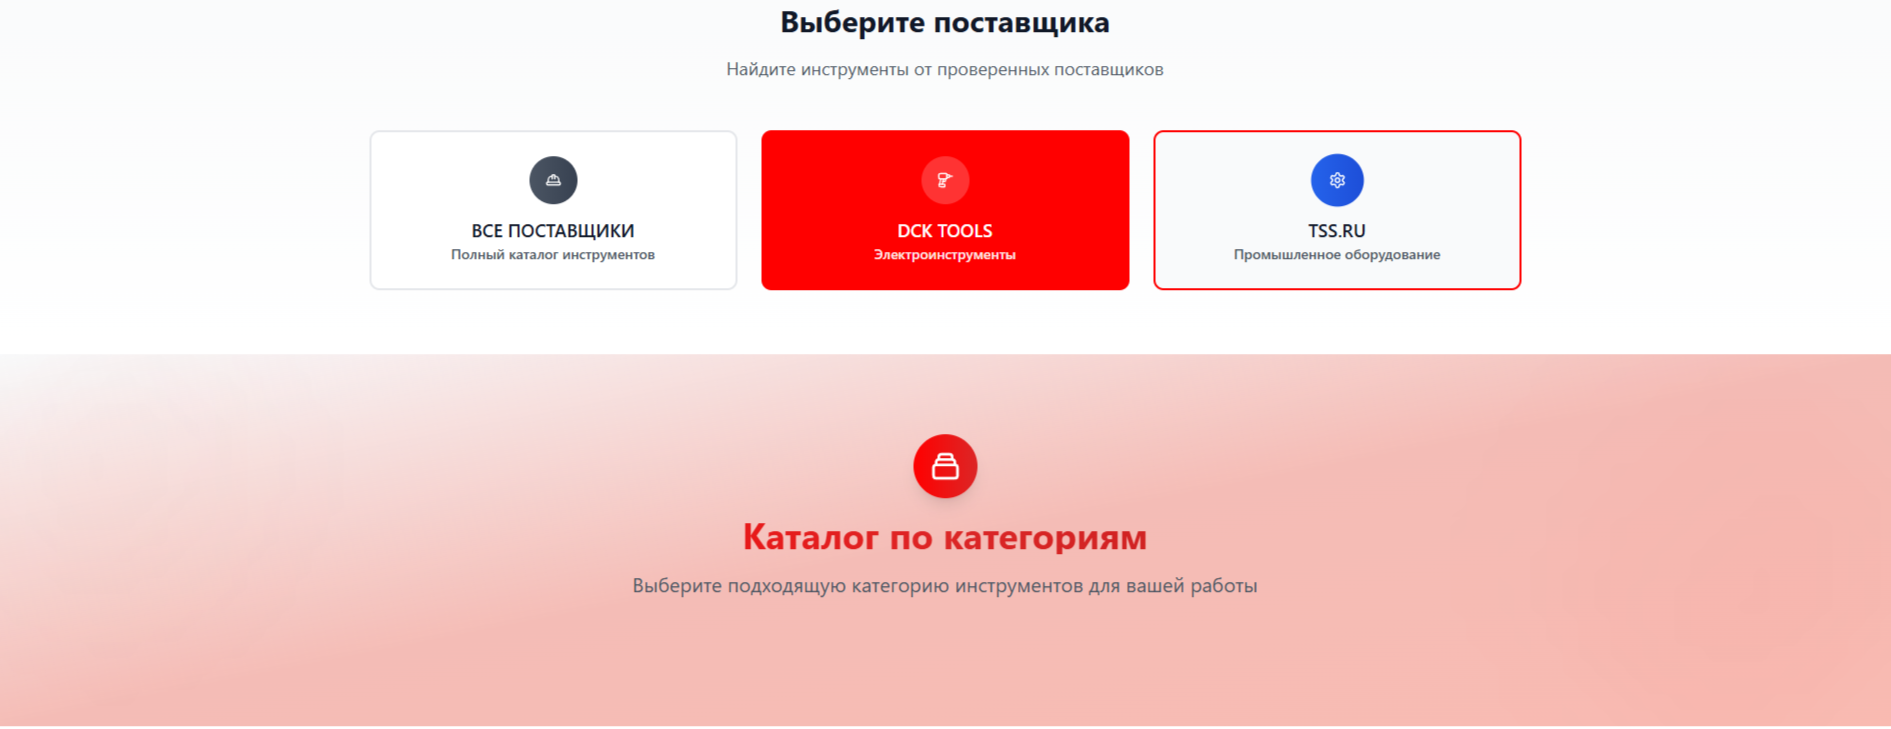 Выберите поставщика
Найдите инструменты от проверенных поставщиков
ВСЕ ПОСТАВЩИКИ
Полный каталог инструментов
DCK TOOLS
Электроинструменты
TSS.RU
Промышленное оборудование
Каталог по категориям
Выберите подходящую категорию инструментов для вашей работы